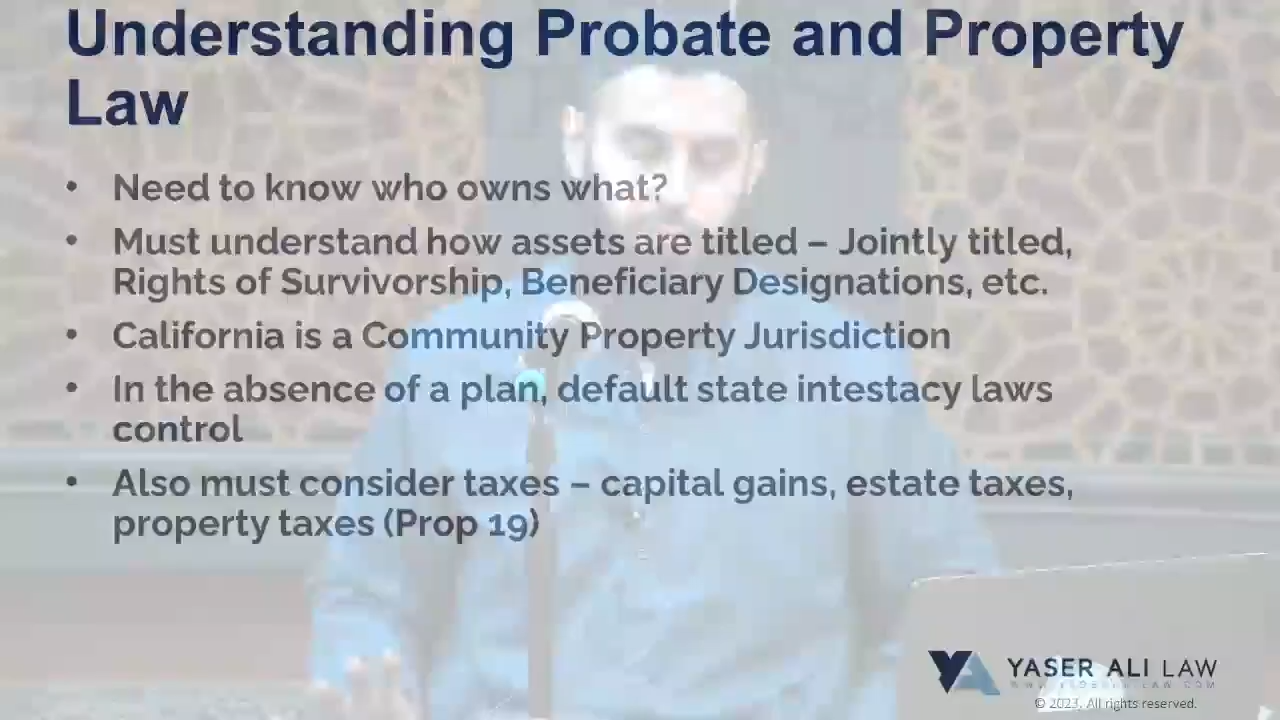 Understanding Probate and Property
Law
• Need to know who owns what?
• Must understand how assets are titled – Jointly titled,
Rights of Survivorship, Beneficiary Designations, etc.
• California is a Community Property Jurisdiction
• In the absence of a plan, default state intestacy laws
control
• Also must consider taxes – capital gains, estate taxes,
property taxes (Prop 19)
YASER ALI LAW
© 2023, All rights reserved.